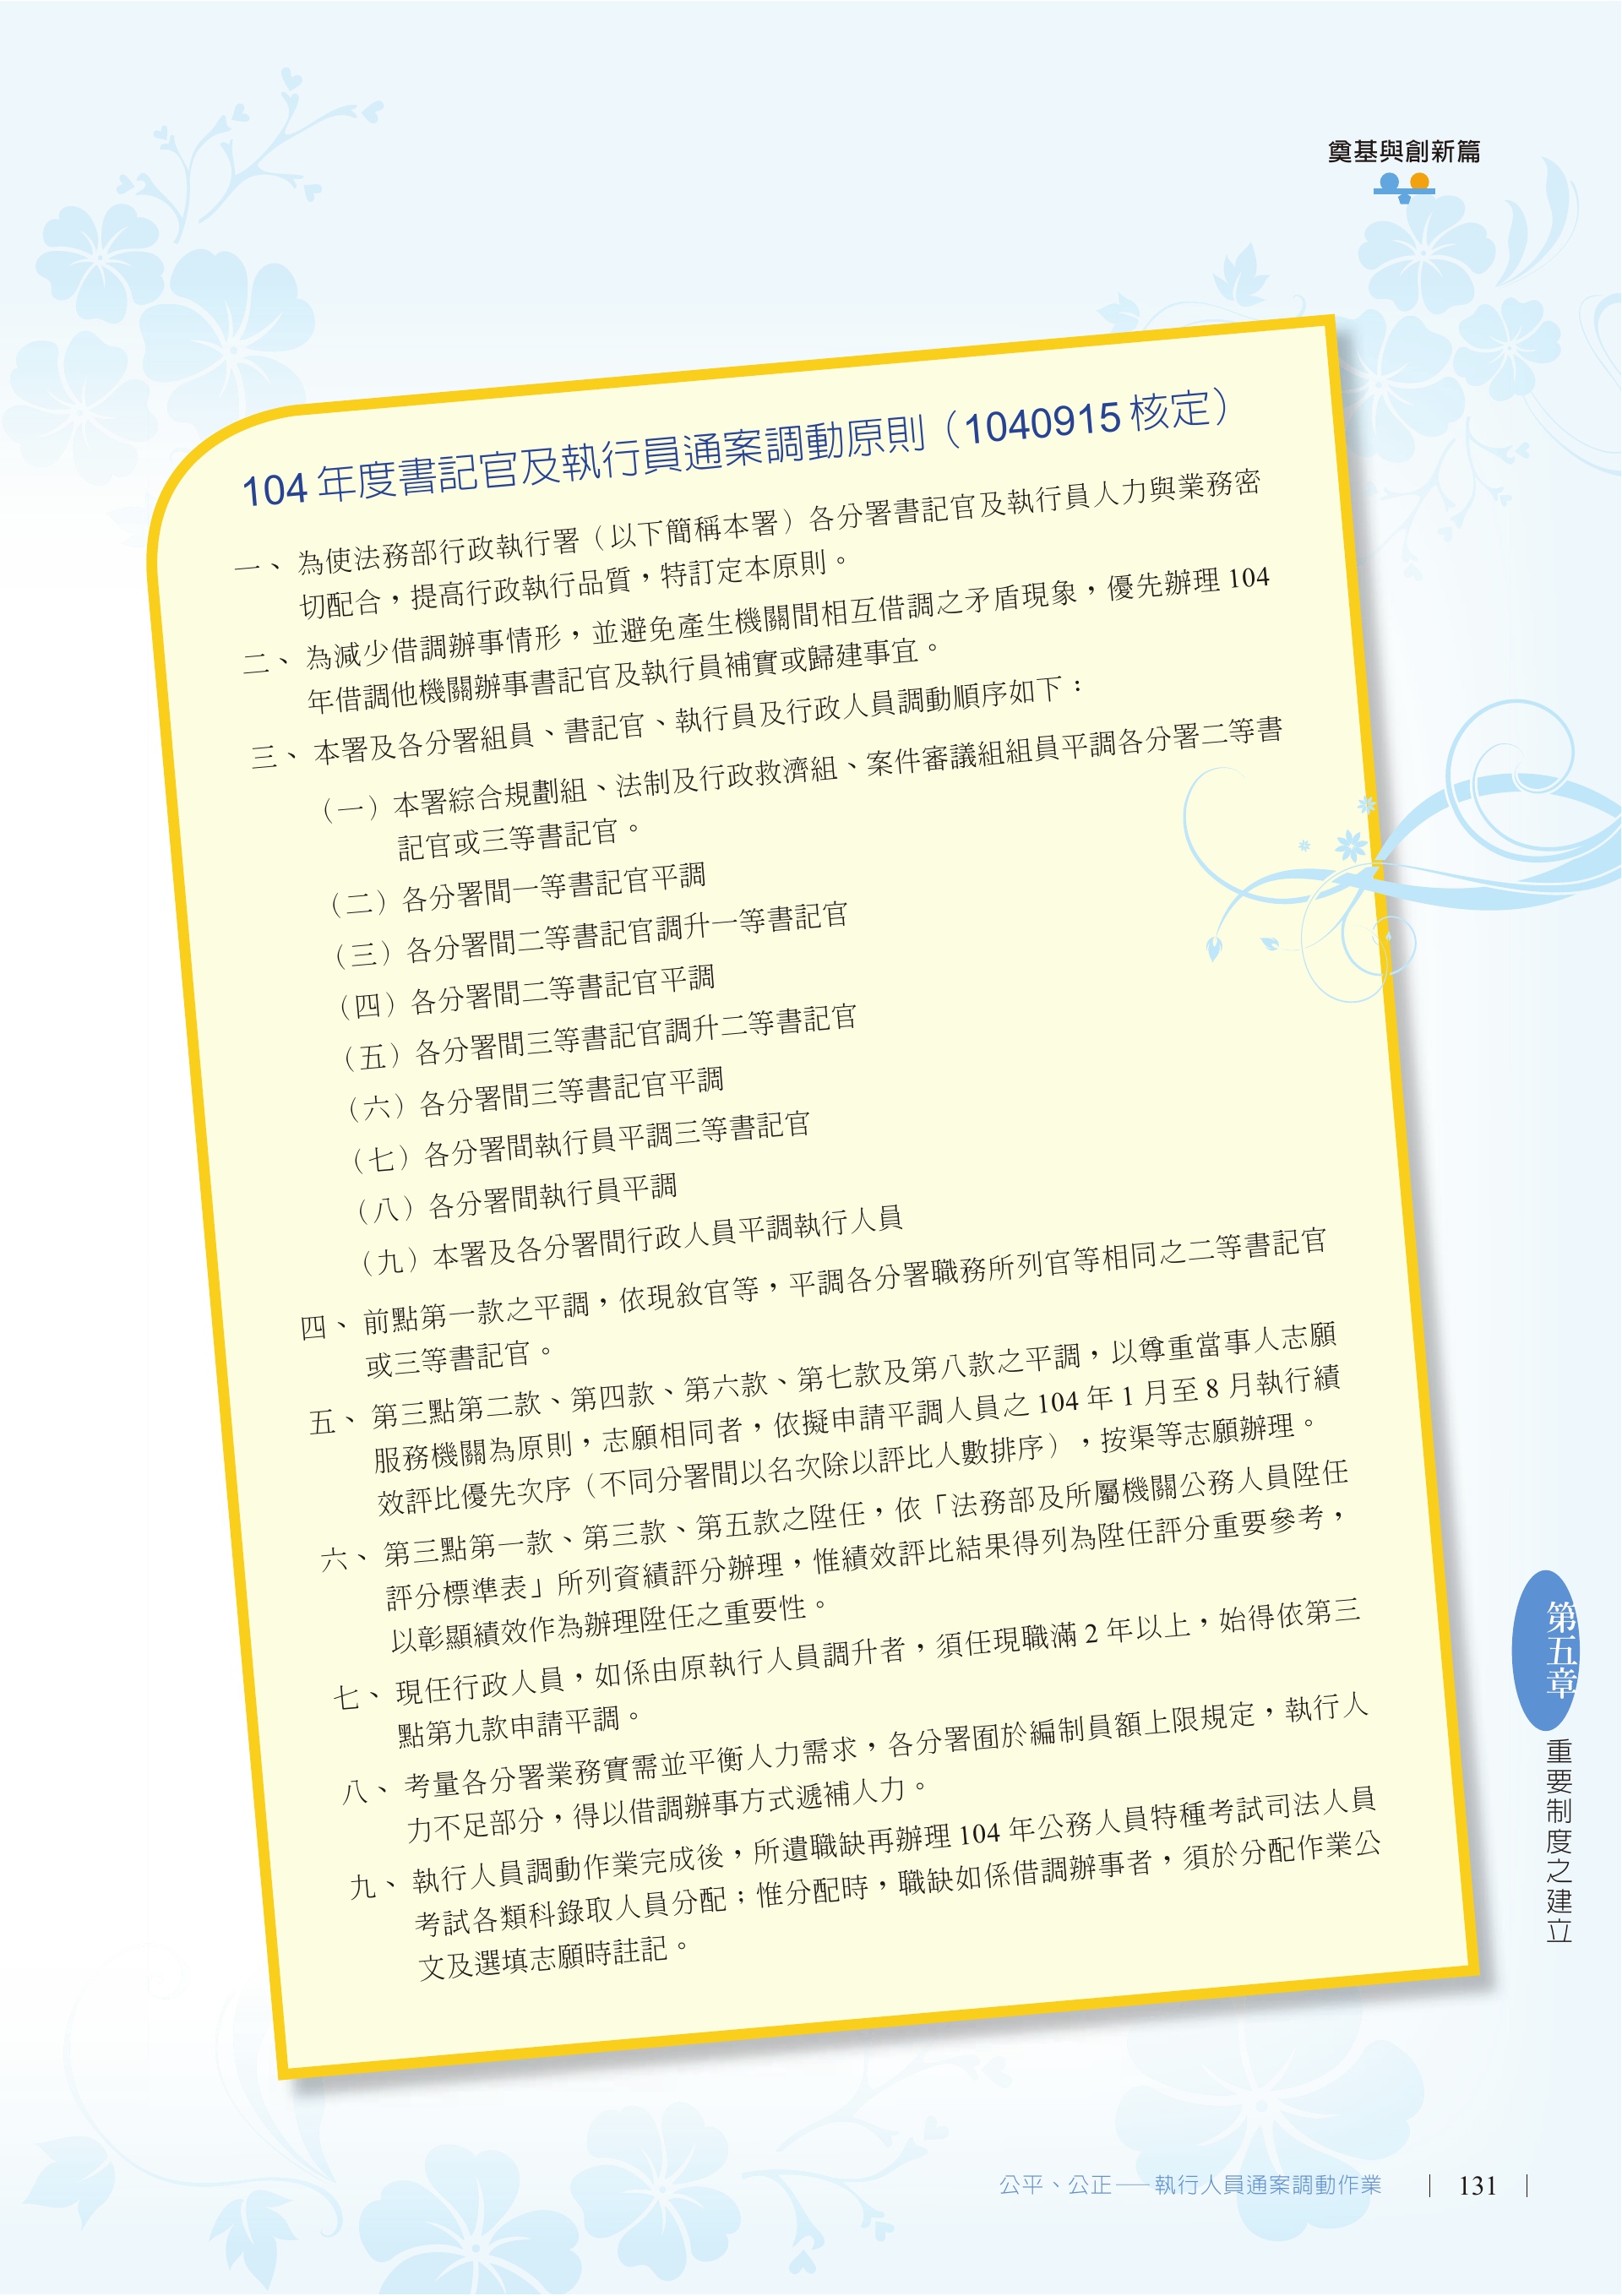 奠基與創新篇
104 年度書記官及執行員通案調動原則（1040915 核定）
一、為使法務部行政執行署（以下簡稱本署）各分署書記官及執行員人力與業務密
切配合，提高行政執行品質，特訂定本原則。
二、為減少借調辦事情形，並避免產生機關間相互借調之矛盾現象，優先辦理 104
年借調他機關辦事書記官及執行員補實或歸建事宜。
三、本署及各分署組員、書記官、執行員及行政人員調動順序如下：
（一）本署綜合規劃組、法制及行政救濟組、案件審議組組員平調各分署二等書
記官或三等書記官。
（二）各分署間一等書記官平調
（三）各分署間二等書記官調升一等書記官
（四）各分署間二等書記官平調
（五）各分署間三等書記官調升二等書記官
（六）各分署間三等書記官平調
（七）各分署間執行員平調三等書記官
（八）各分署間執行員平調
（九）本署及各分署間行政人員平調執行人員
四、前點第一款之平調，依現敘官等，平調各分署職務所列官等相同之二等書記官
或三等書記官。
五、第三點第二款、第四款、第六款、第七款及第八款之平調，以尊重當事人志願
服務機關為原則，志願相同者，依擬申請平調人員之 104 年 1 月至 8 月執行績
效評比優先次序（不同分署間以名次除以評比人數排序），按渠等志願辦理。
六、第三點第一款、第三款、第五款之陞任，依「法務部及所屬機關公務人員陞任
評分標準表」所列資績評分辦理，惟績效評比結果得列為陞任評分重要參考，
以彰顯績效作為辦理陞任之重要性。
七、現任行政人員，如係由原執行人員調升者，須任現職滿 2 年以上，始得依第三
點第九款申請平調。
八、考量各分署業務實需並平衡人力需求，各分署囿於編制員額上限規定，執行人
力不足部分，得以借調辦事方式遞補人力。
九、執行人員調動作業完成後，所遺職缺再辦理 104 年公務人員特種考試司法人員
考試各類科錄取人員分配；惟分配時，職缺如係借調辦事者，須於分配作業公
文及選填志願時註記。
第五章
重要制度之建立
公平、公正——執行人員通案調動作業 | 131 |